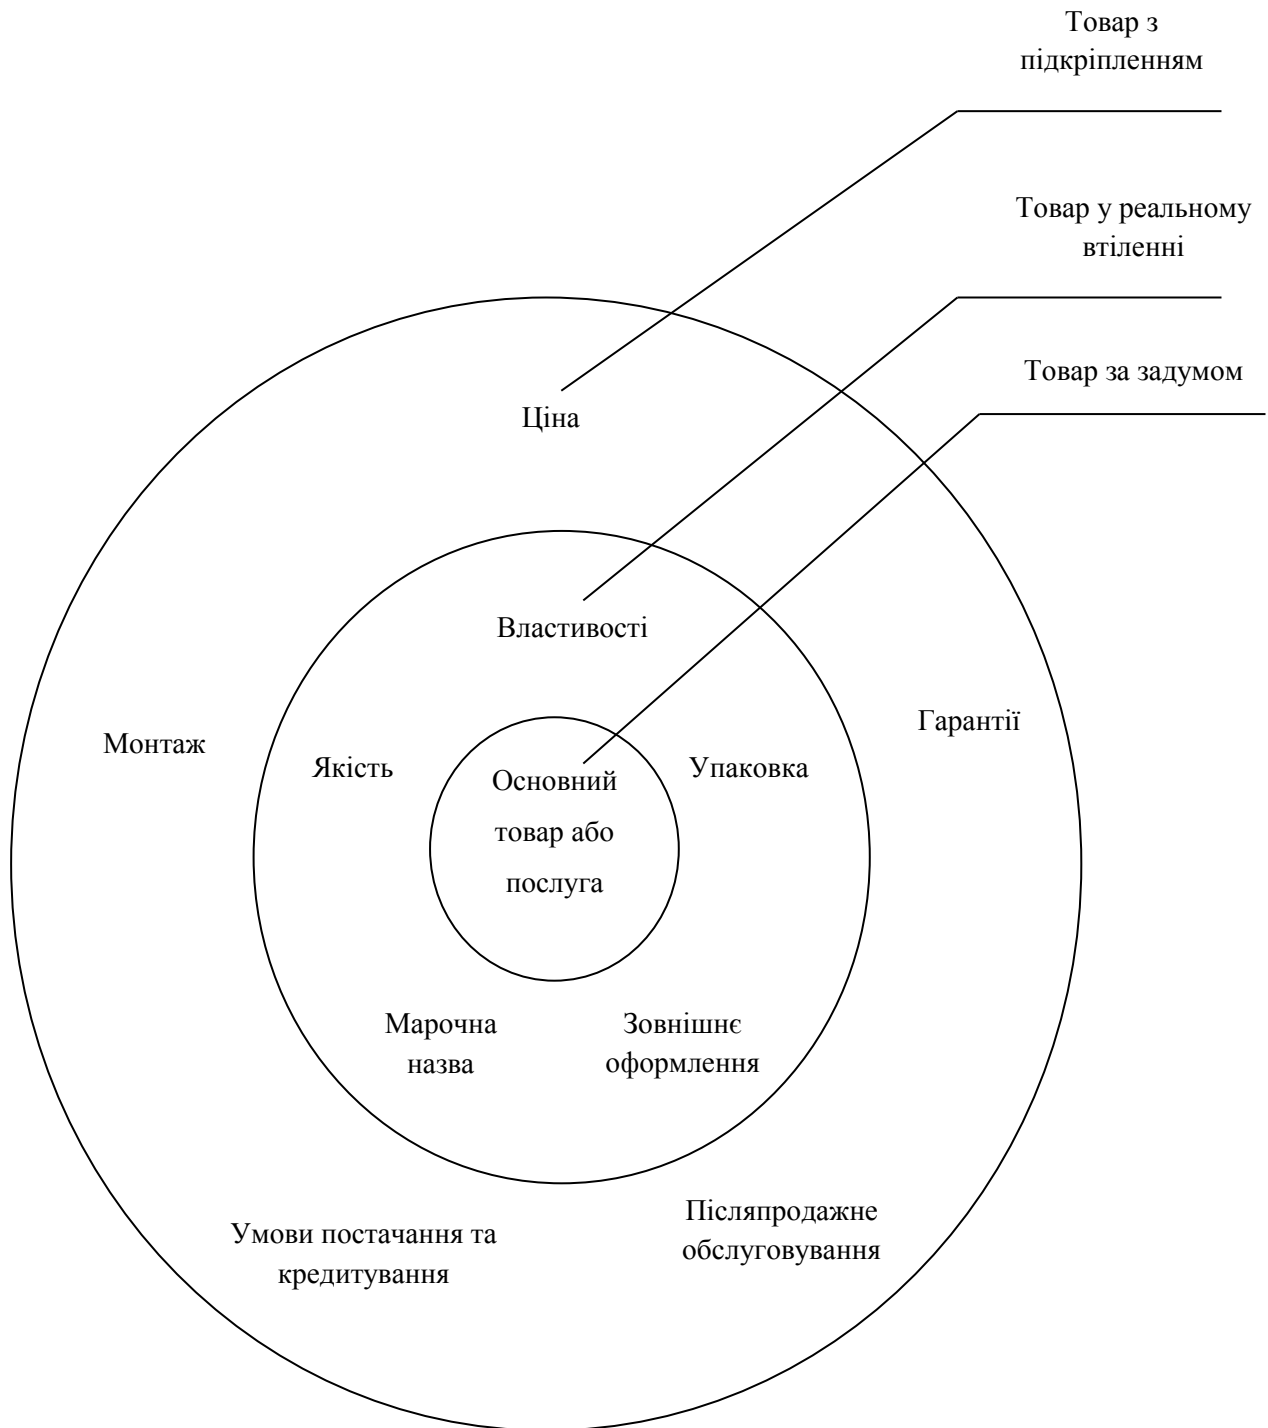 Товар з
підкріпленням
Товар у реальному
втіленні
Товар за задумом
Ціна
Властивості
Гарантії
Монтаж
Якість
Упаковка
Основний
товар або
послуга
Марочна
назва
Зовнішнє
оформлення
Умови постачання та
кредитування
Післяпродажне
обслуговування